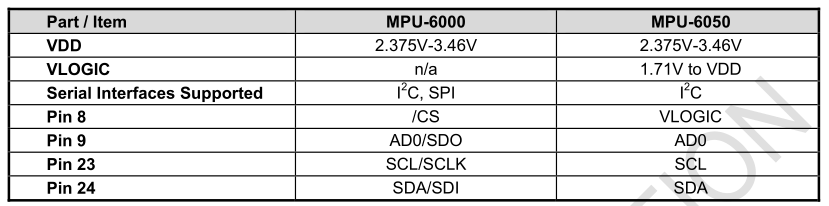 Part / Item MPU-6000 MPU-6050
VDD 2.375V-3.46V 2.375V-3.46V
VLOGIC n/a 1.71V to VDD
Serial Interfaces Supported I²C, SPI I²C
Pin 8 /CS VLOGIC
Pin 9 AD0/SDO AD0
Pin 23 SCL/SCLK SCL
Pin 24 SDA/SDI SDA